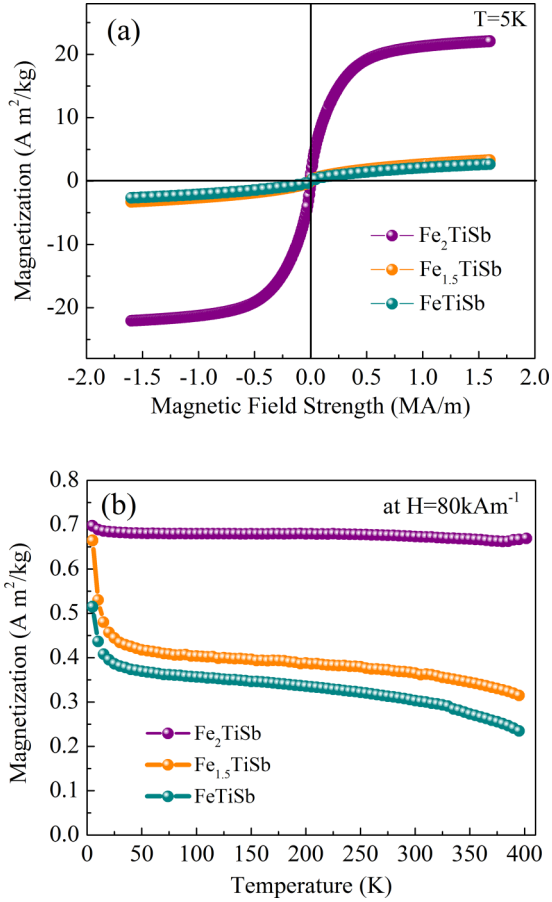 (a)
T=5K
Magnetization (A m²/kg)
20
10
0
-10
-20
Fe₂TiSb
Fe₁.₅TiSb
FeTiSb
-2.0 -1.5 -1.0 -0.5 0.0 0.5 1.0 1.5 2.0
Magnetic Field Strength (MA/m)
(b)
at H=80kAm⁻¹
Magnetization (A m²/kg)
0.8
0.7
0.6
0.5
0.4
0.3
0.2
0.1
0.0
Fe₂TiSb
Fe₁.₅TiSb
FeTiSb
0 50 100 150 200 250 300 350 400
Temperature (K)